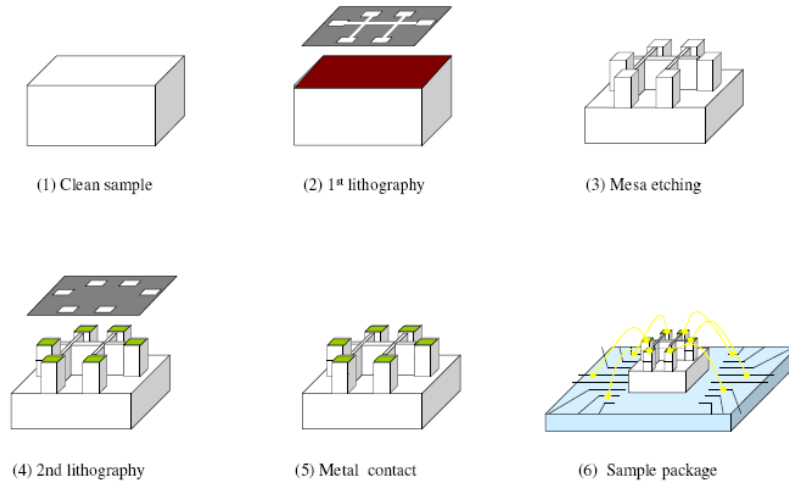 (1) Clean sample
(2) 1st lithography
(3) Mesa etching
(4) 2nd lithography
(5) Metal contact
(6) Sample package